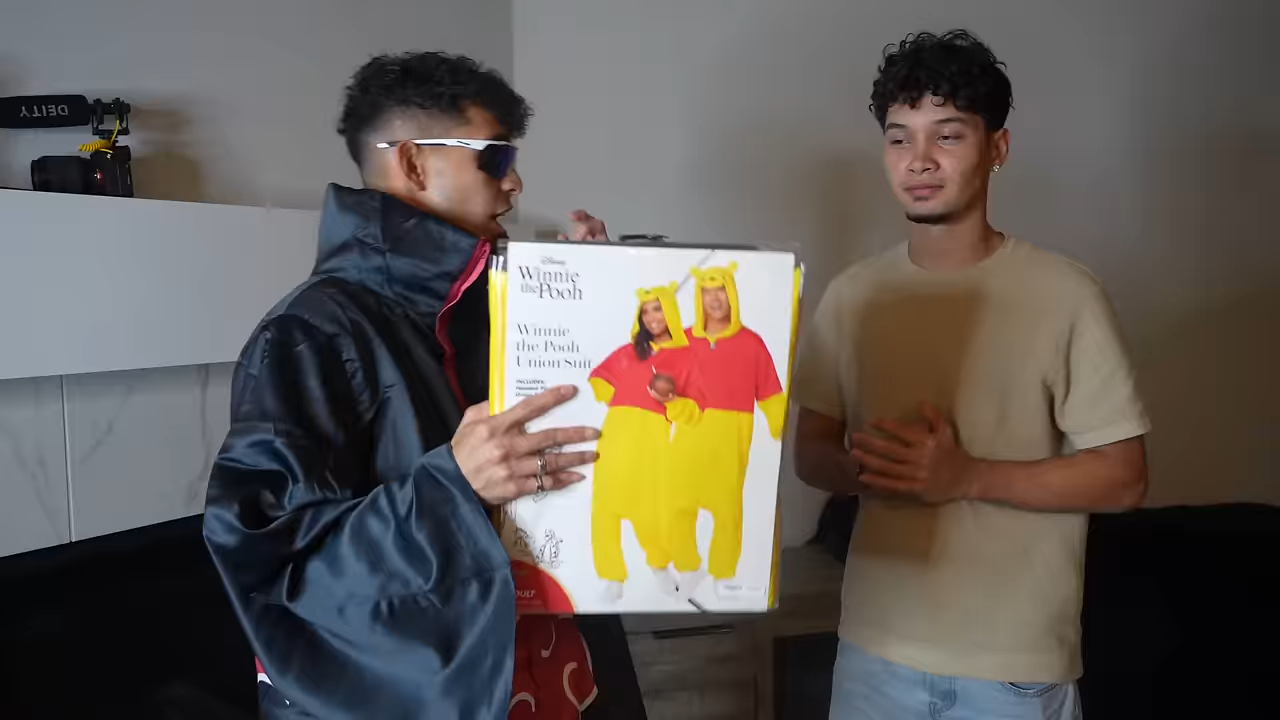 DEITY
Disney
Winnie
the Pooh
Winnie
the Pooh
Union Suit
INCLUDES: